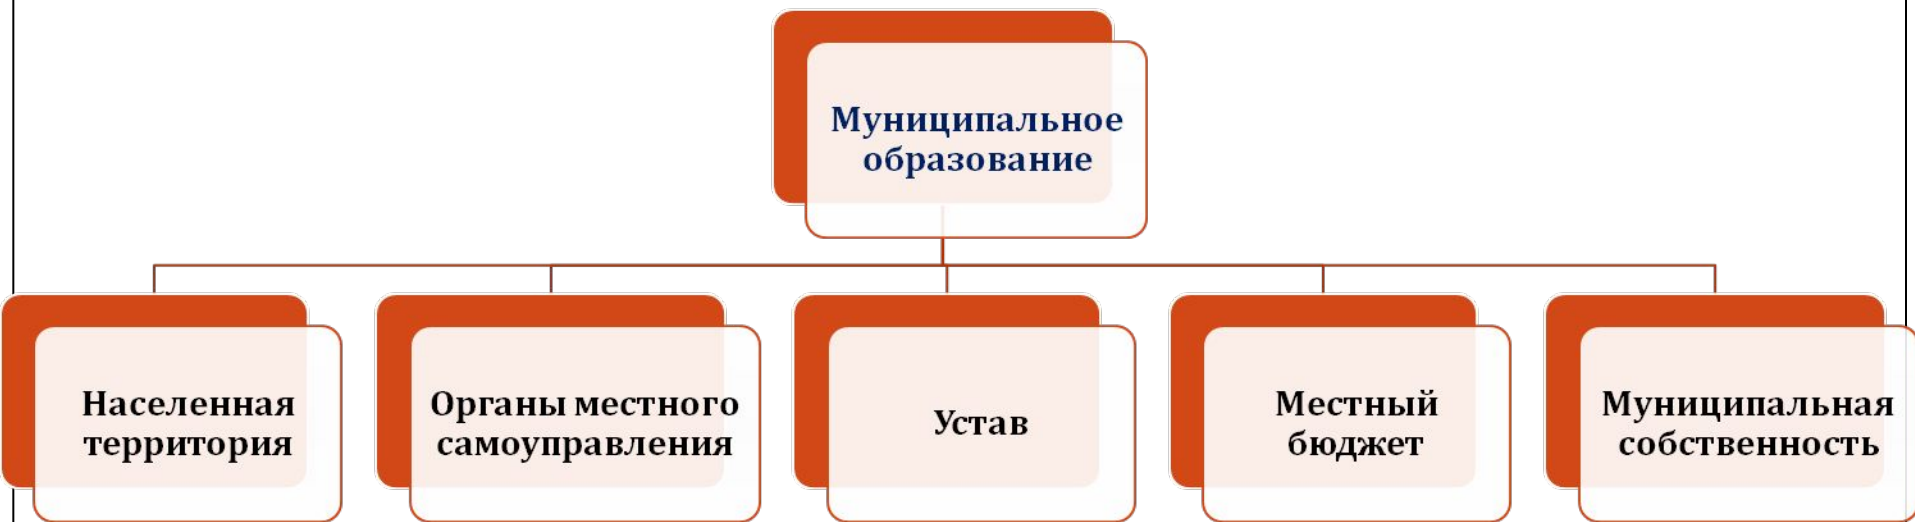 Муниципальное
образование
Населенная
территория
Органы местного
самоуправления
Устав
Местный
бюджет
Муниципальная
собственность